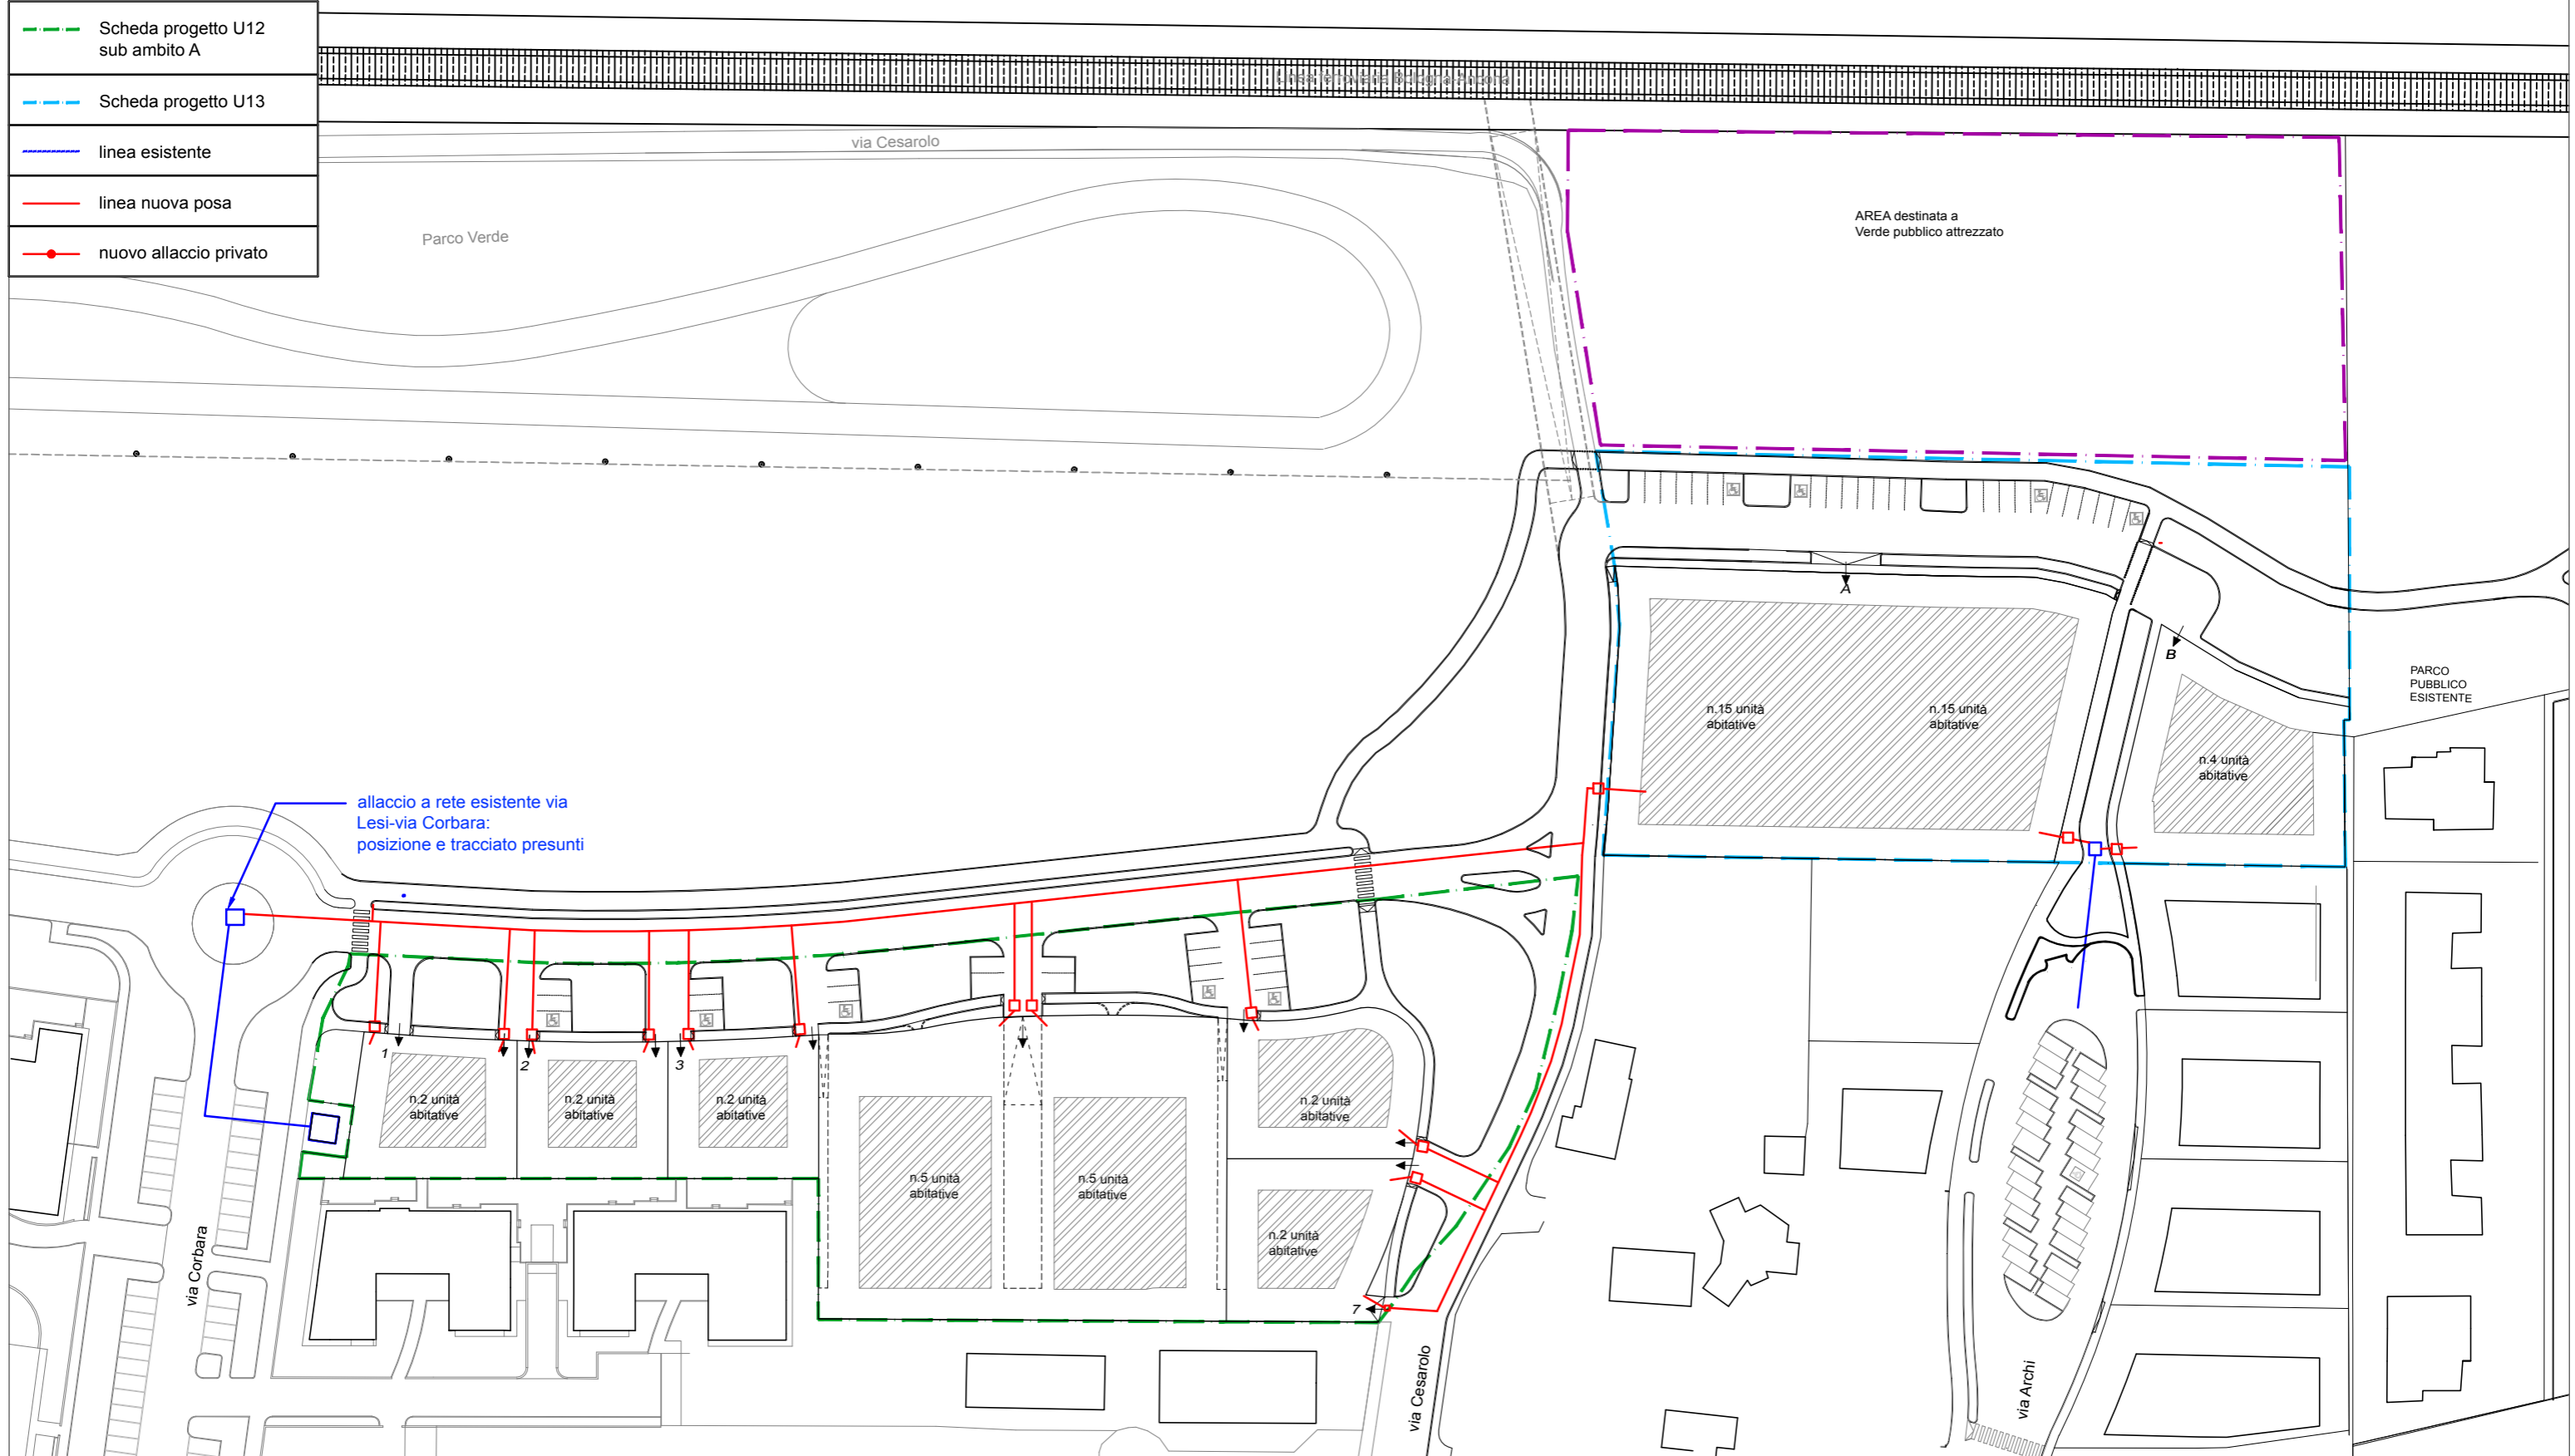 Scheda progetto U12
sub ambito A
Scheda progetto U13
linea esistente
linea nuova posa
nuovo allaccio privato
Linea ferroviaria Bologna-Ancona
via Cesarolo
Parco Verde
AREA destinata a
Verde pubblico attrezzato
A
B
PARCO
PUBBLICO
ESISTENTE
n.15 unità
abitative
n.15 unità
abitative
n.4 unità
abitative
allaccio a rete esistente via
Lesi-via Corbara:
posizione e tracciato presunti
1
2
3
n.2 unità
abitative
n.2 unità
abitative
n.2 unità
abitative
n.2 unità
abitative
n.5 unità
abitative
n.5 unità
abitative
n.2 unità
abitative
7
via Corbara
via Cesarolo
via Archi